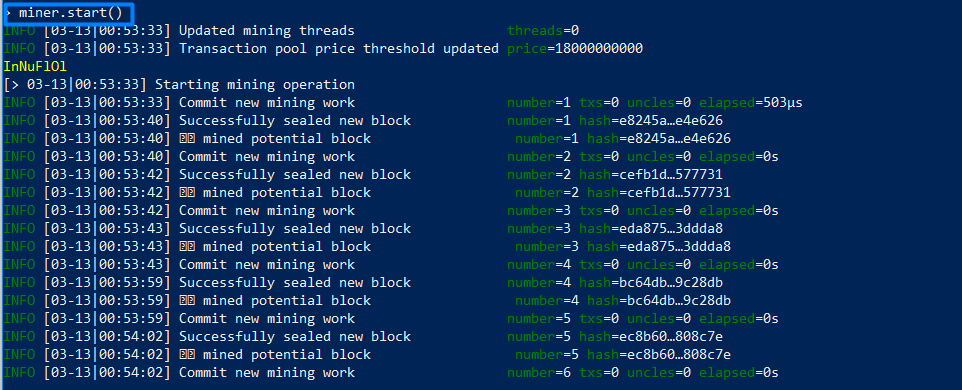 > miner.start()
INFO [03-13|00:53:33] Updated mining threads threads=0
INFO [03-13|00:53:33] Transaction pool price threshold updated price=18000000000
InNuFlOl
[> 03-13|00:53:33] Starting mining operation
INFO [03-13|00:53:33] Commit new mining work number=1 txs=0 uncles=0 elapsed=503µs
INFO [03-13|00:53:40] Successfully sealed new block number=1 hash=e8245a…e4e626
INFO [03-13|00:53:40] mined potential block number=1 hash=e8245a…e4e626
INFO [03-13|00:53:40] Commit new mining work number=2 txs=0 uncles=0 elapsed=0s
INFO [03-13|00:53:42] Successfully sealed new block number=2 hash=cefb1d…577731
INFO [03-13|00:53:42] mined potential block number=2 hash=cefb1d…577731
INFO [03-13|00:53:42] Commit new mining work number=3 txs=0 uncles=0 elapsed=0s
INFO [03-13|00:53:43] Successfully sealed new block number=3 hash=eda875…3ddda8
INFO [03-13|00:53:43] mined potential block number=3 hash=eda875…3ddda8
INFO [03-13|00:53:43] Commit new mining work number=4 txs=0 uncles=0 elapsed=0s
INFO [03-13|00:53:59] Successfully sealed new block number=4 hash=bc64db…9c28db
INFO [03-13|00:53:59] mined potential block number=4 hash=bc64db…9c28db
INFO [03-13|00:53:59] Commit new mining work number=5 txs=0 uncles=0 elapsed=0s
INFO [03-13|00:54:02] Successfully sealed new block number=5 hash=ec8b60…808c7e
INFO [03-13|00:54:02] mined potential block number=5 hash=ec8b60…808c7e
INFO [03-13|00:54:02] Commit new mining work number=6 txs=0 uncles=0 elapsed=0s